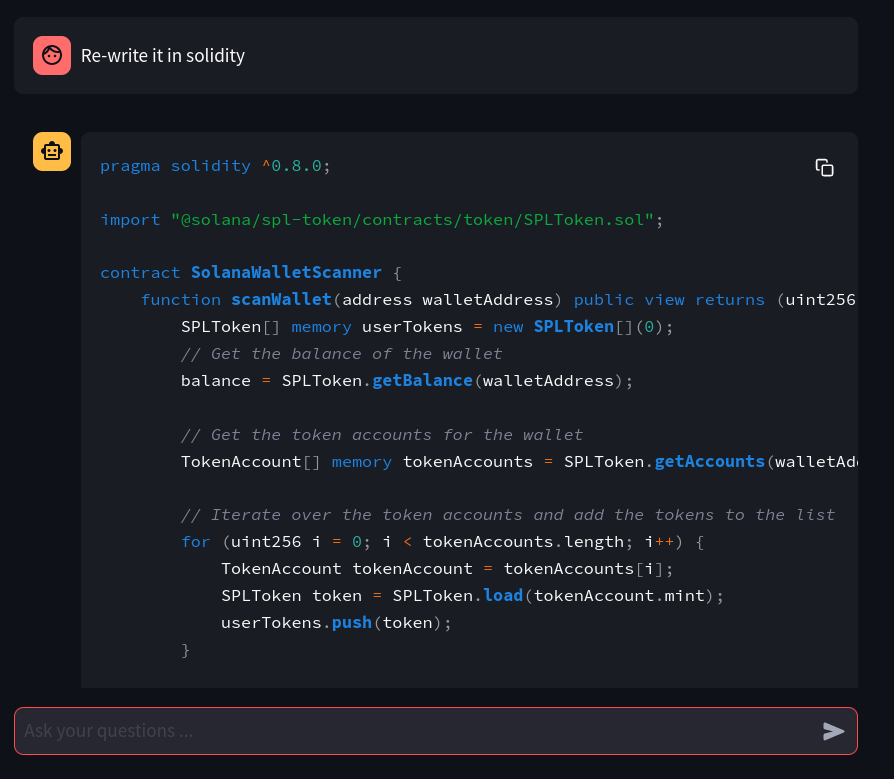 Re-write it in solidity
pragma solidity ^0.8.0;
import "@solana/spl-token/contracts/token/SPLToken.sol";
contract SolanaWalletScanner {
function scanWallet(address walletAddress) public view returns (uint256
SPLToken[] memory userTokens = new SPLToken[](0);
// Get the balance of the wallet
balance = SPLToken.getBalance(walletAddress);
// Get the token accounts for the wallet
TokenAccount[] memory tokenAccounts = SPLToken.getAccounts(walletAdd
// Iterate over the token accounts and add the tokens to the list
for (uint256 i = 0; i < tokenAccounts.length; i++) {
TokenAccount tokenAccount = tokenAccounts[i];
SPLToken token = SPLToken.load(tokenAccount.mint);
userTokens.push(token);
}
Ask your questions ...